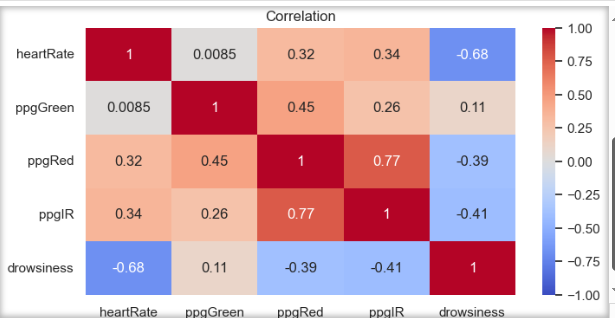 Correlation
heartRate 1 0.0085 0.32 0.34 -0.68
ppgGreen 0.0085 1 0.45 0.26 0.11
ppgRed 0.32 0.45 1 0.77 -0.39
ppgIR 0.34 0.26 0.77 1 -0.41
drowsiness -0.68 0.11 -0.39 -0.41 1
heartRate ppgGreen ppgRed ppgIR drowsiness
1.00
0.75
0.50
0.25
0.00
−0.25
−0.50
−0.75
−1.00